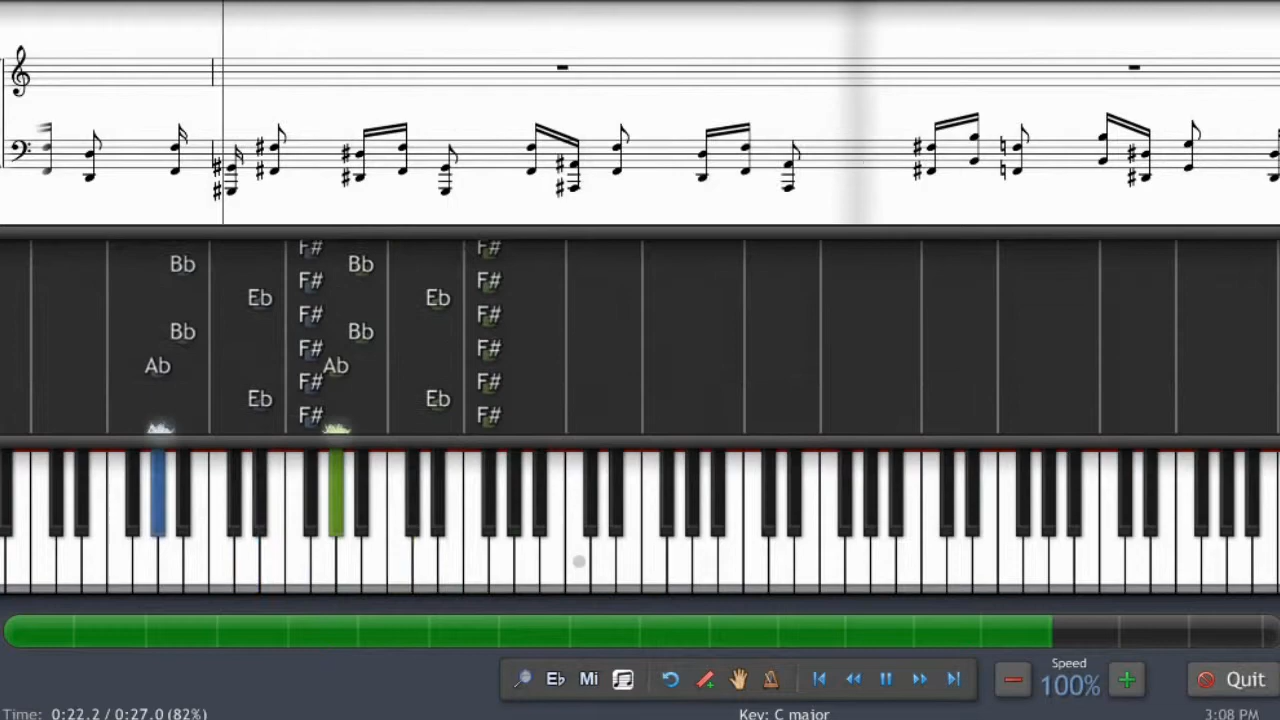 F# F#
Bb Bb
F# F#
Eb Eb
F# F#
Bb Bb
F# F#
Ab Ab
F# F#
Eb Eb
F# F#
Eb Mi
Speed
100%
Quit
Time: 0:22.2 / 0:27.0 (82%) Key: C major 3:08 PM